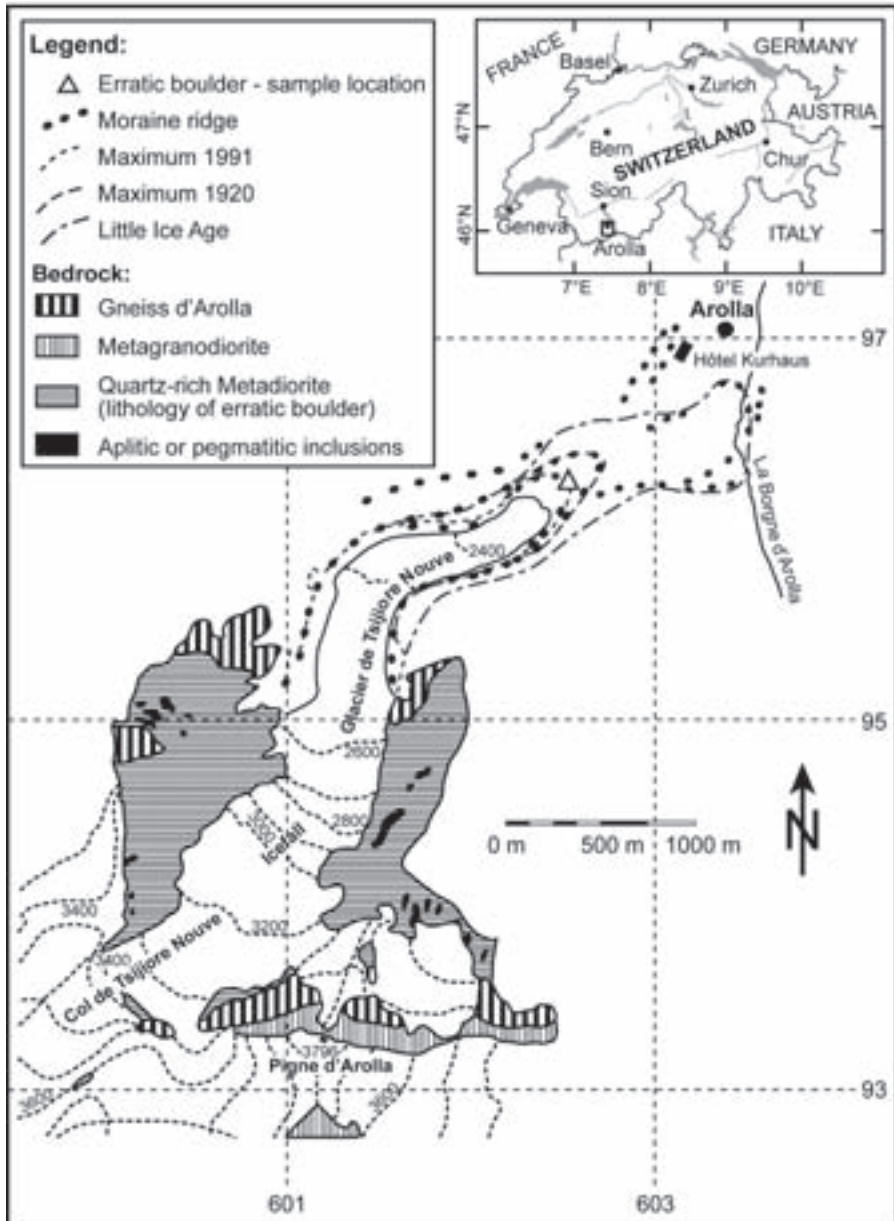 Legend:
Erratic boulder - sample location
Moraine ridge
Maximum 1991
Maximum 1920
Little Ice Age
Bedrock:
Gneiss d'Arolla
Metagranodiorite
Quartz-rich Metadiorite
(lithology of erratic boulder)
Aplitic or pegmatitic inclusions
FRANCE
GERMANY
Basel
Zurich
AUSTRIA
47°N
Bern
SWITZERLAND
Chur
Sion
Geneva
46°N
Arolla
ITALY
7°E
8°E
9°E
10°E
Arolla
97
Hôtel Kurhaus
La Borgne d'Arolla
2400
Glacier de Tsijiore Nouve
95
2600
2800
3000
Icefall
0 m
500 m
1000 m
N
3400
3200
3400
Col de Tsijiore Nouve
3796
Pigne d'Arolla
3600
3600
93
601
603